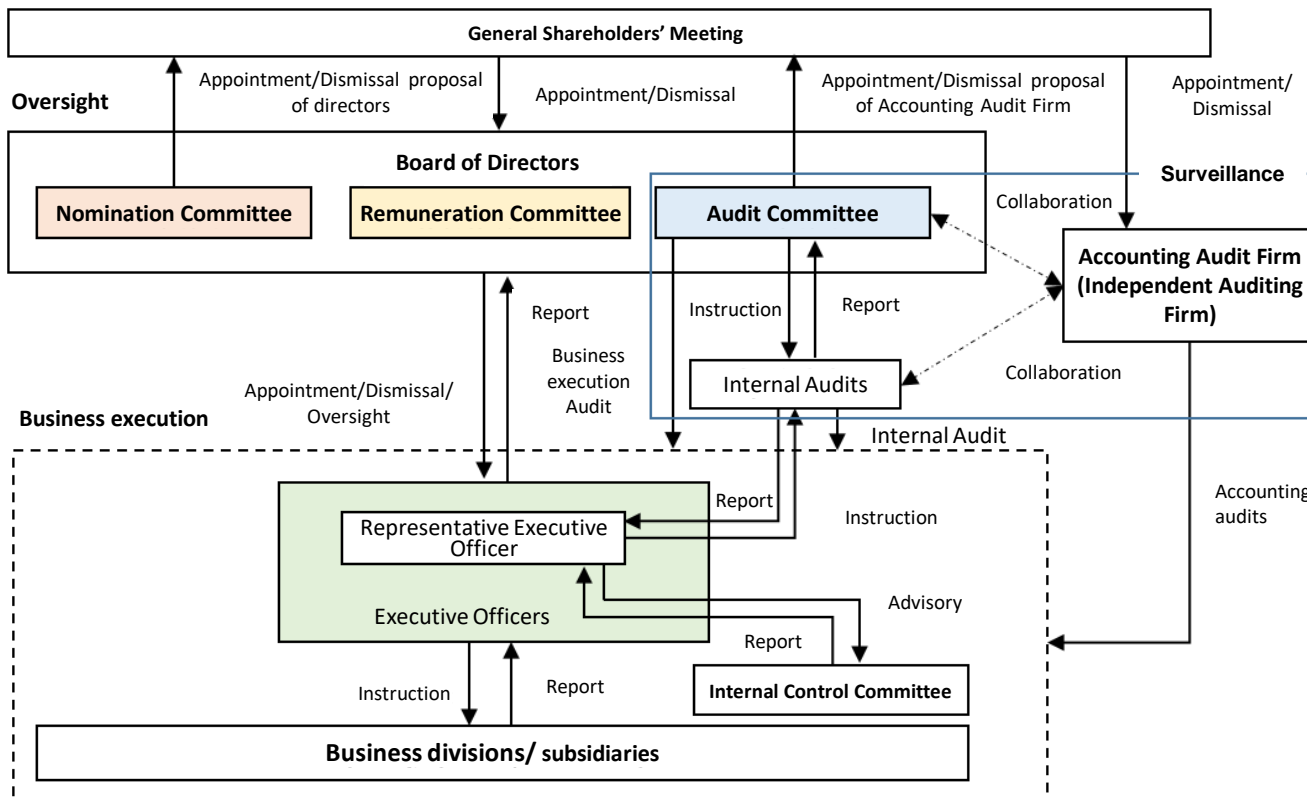 General Shareholders’ Meeting
Appointment/Dismissal proposal
of directors
Appointment/Dismissal
Appointment/Dismissal proposal
of Accounting Audit Firm
Appointment/
Dismissal
Oversight
Board of Directors
Surveillance
Nomination Committee
Remuneration Committee
Audit Committee
Collaboration
Accounting Audit Firm
(Independent Auditing
Firm)
Report
Instruction
Report
Business
execution
Audit
Internal Audits
Collaboration
Appointment/Dismissal/
Oversight
Business execution
Internal Audit
Report
Instruction
Accounting
audits
Representative Executive
Officer
Executive Officers
Advisory
Report
Instruction
Report
Internal Control Committee
Business divisions/ subsidiaries